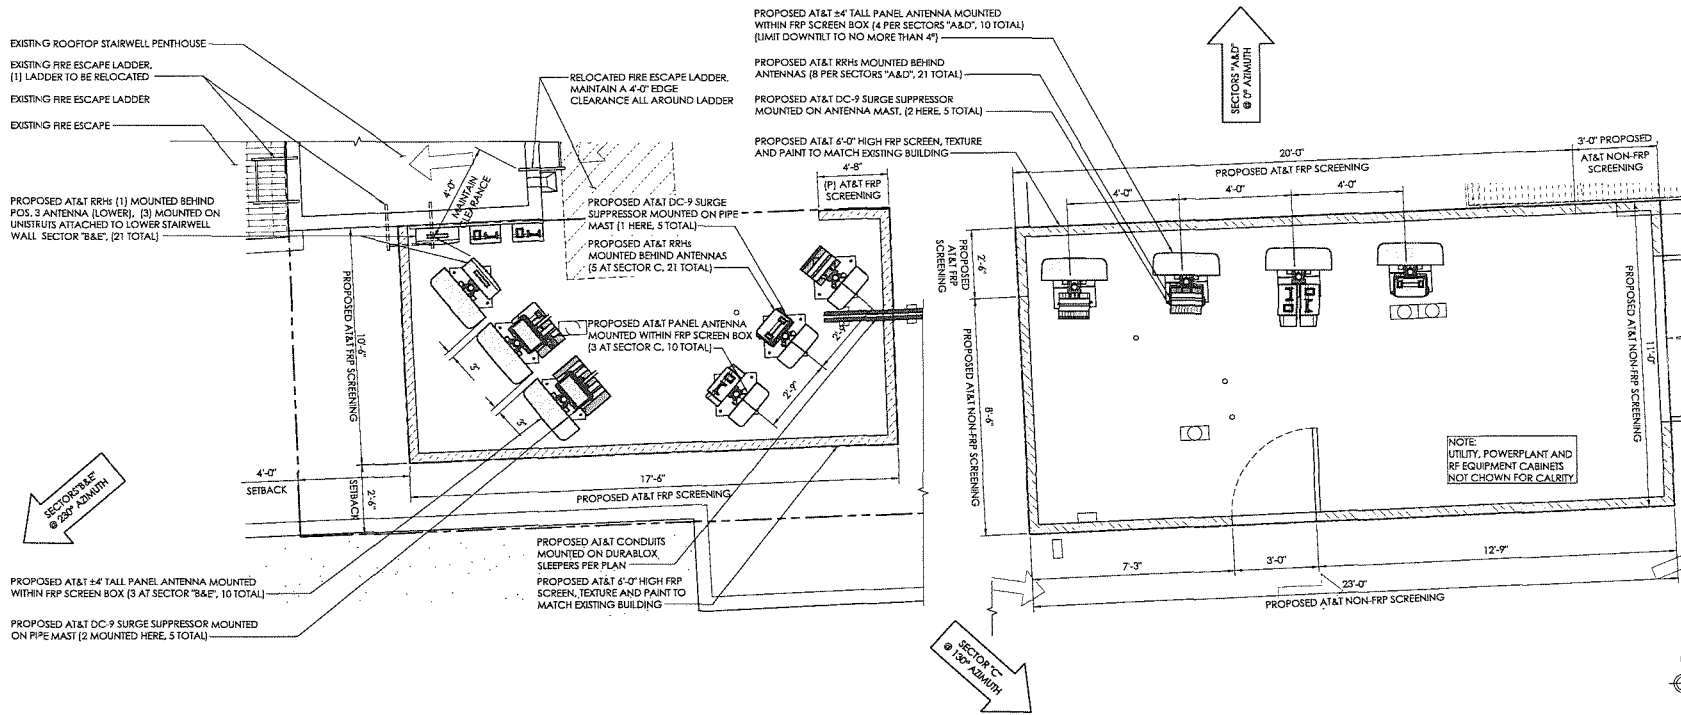 EXISTING ROOFTOP STAIRWELL PENTHOUSE
EXISTING FIRE ESCAPE LADDER,
(1) LADDER TO BE RELOCATED
EXISTING FIRE ESCAPE LADDER
EXISTING FIRE ESCAPE
PROPOSED AT&T RRHs (1) MOUNTED BEHIND
POS. 3 ANTENNA (LOWER), (3) MOUNTED ON
UNISTRUTS ATTACHED TO LOWER STAIRWELL
WALL SECTOR "B&E", (21 TOTAL)
RELOCATED FIRE ESCAPE LADDER.
MAINTAIN A 4'-0" EDGE
CLEARANCE ALL AROUND LADDER
4'-0"
MAINTAIN
CLEARANCE
4'-8"
(P) AT&T FRP
SCREENING
PROPOSED AT&T DC-9 SURGE
SUPPRESSOR MOUNTED ON PIPE
MAST (1 HERE, 5 TOTAL)
PROPOSED AT&T RRHs
MOUNTED BEHIND ANTENNAS
(5 AT SECTOR C, 21 TOTAL)
PROPOSED AT&T PANEL ANTENNA
MOUNTED WITHIN FRP SCREEN BOX
(3 AT SECTOR C, 10 TOTAL)
10'-6"
PROPOSED AT&T FRP SCREENING
3"
3"
2'-9"
2'-9"
4'-0"
SETBACK
2'-6"
SETBACK
17'-6"
PROPOSED AT&T FRP SCREENING
SECTORS "B&E"
@ 230° AZIMUTH
PROPOSED AT&T ±4' TALL PANEL ANTENNA MOUNTED
WITHIN FRP SCREEN BOX (3 AT SECTOR "B&E", 10 TOTAL)
PROPOSED AT&T DC-9 SURGE SUPPRESSOR MOUNTED
ON PIPE MAST (2 MOUNTED HERE, 5 TOTAL)
PROPOSED AT&T CONDUITS
MOUNTED ON DURABLOX
SLEEPERS PER PLAN
PROPOSED AT&T 6'-0" HIGH FRP
SCREEN, TEXTURE AND PAINT TO
MATCH EXISTING BUILDING
PROPOSED AT&T ±4' TALL PANEL ANTENNA MOUNTED
WITHIN FRP SCREEN BOX (4 PER SECTORS "A&D", 10 TOTAL)
(LIMIT DOWNTILT TO NO MORE THAN 4°)
PROPOSED AT&T RRHs MOUNTED BEHIND
ANTENNAS (8 PER SECTORS "A&D", 21 TOTAL)
PROPOSED AT&T DC-9 SURGE SUPPRESSOR
MOUNTED ON ANTENNA MAST, (2 HERE, 5 TOTAL)
PROPOSED AT&T 6'-0" HIGH FRP SCREEN, TEXTURE
AND PAINT TO MATCH EXISTING BUILDING
SECTORS "A&D"
@ 0° AZIMUTH
20'-0"
PROPOSED AT&T FRP SCREENING
3'-0" PROPOSED
AT&T NON-FRP
SCREENING
4'-0"
4'-0"
4'-0"
2'-6"
PROPOSED
AT&T FRP
SCREENING
8'-6"
PROPOSED AT&T NON-FRP SCREENING
11'-0"
PROPOSED AT&T NON-FRP SCREENING
NOTE:
UTILITY, POWERPLANT AND
RF EQUIPMENT CABINETS
NOT CHOWN FOR CALRITY
7'-3"
3'-0"
12'-9"
23'-0"
PROPOSED AT&T NON-FRP SCREENING
SECTOR "C"
@ 130° AZIMUTH